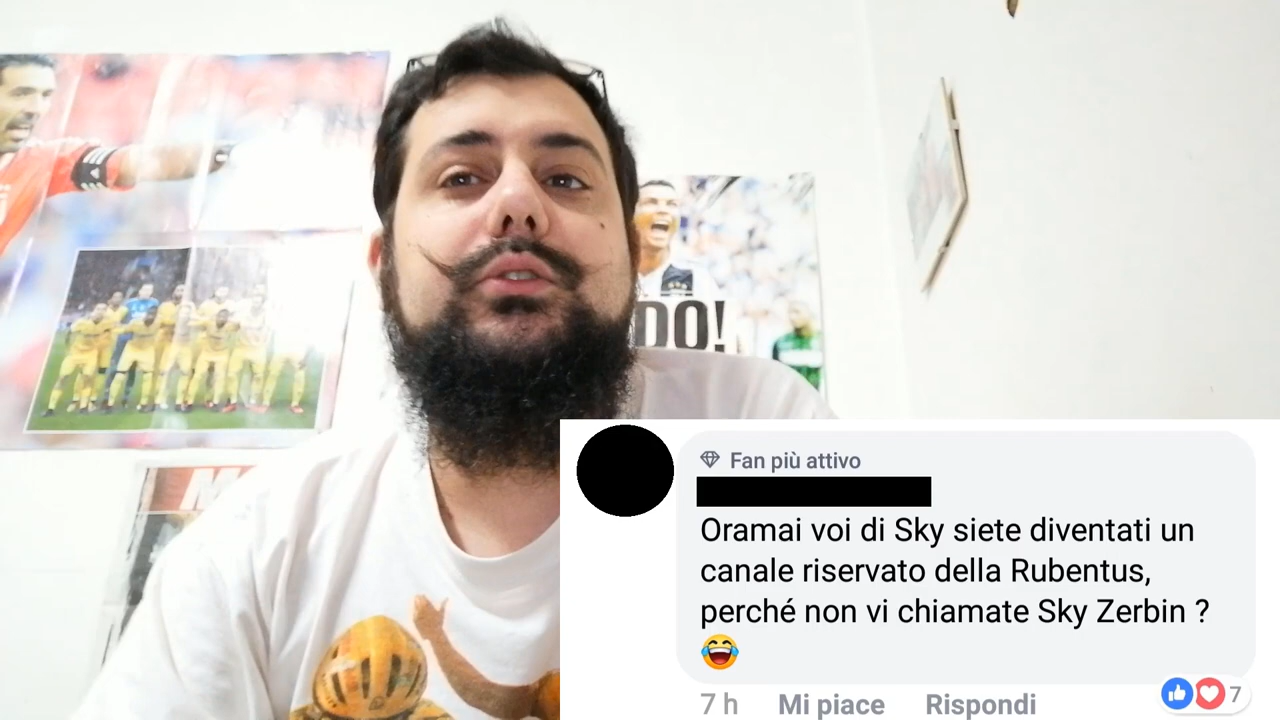 DO!
M
Fan più attivo
Oramai voi di Sky siete diventati un
canale riservato della Rubentus,
perché non vi chiamate Sky Zerbin ?
😂
7 h Mi piace Rispondi 7